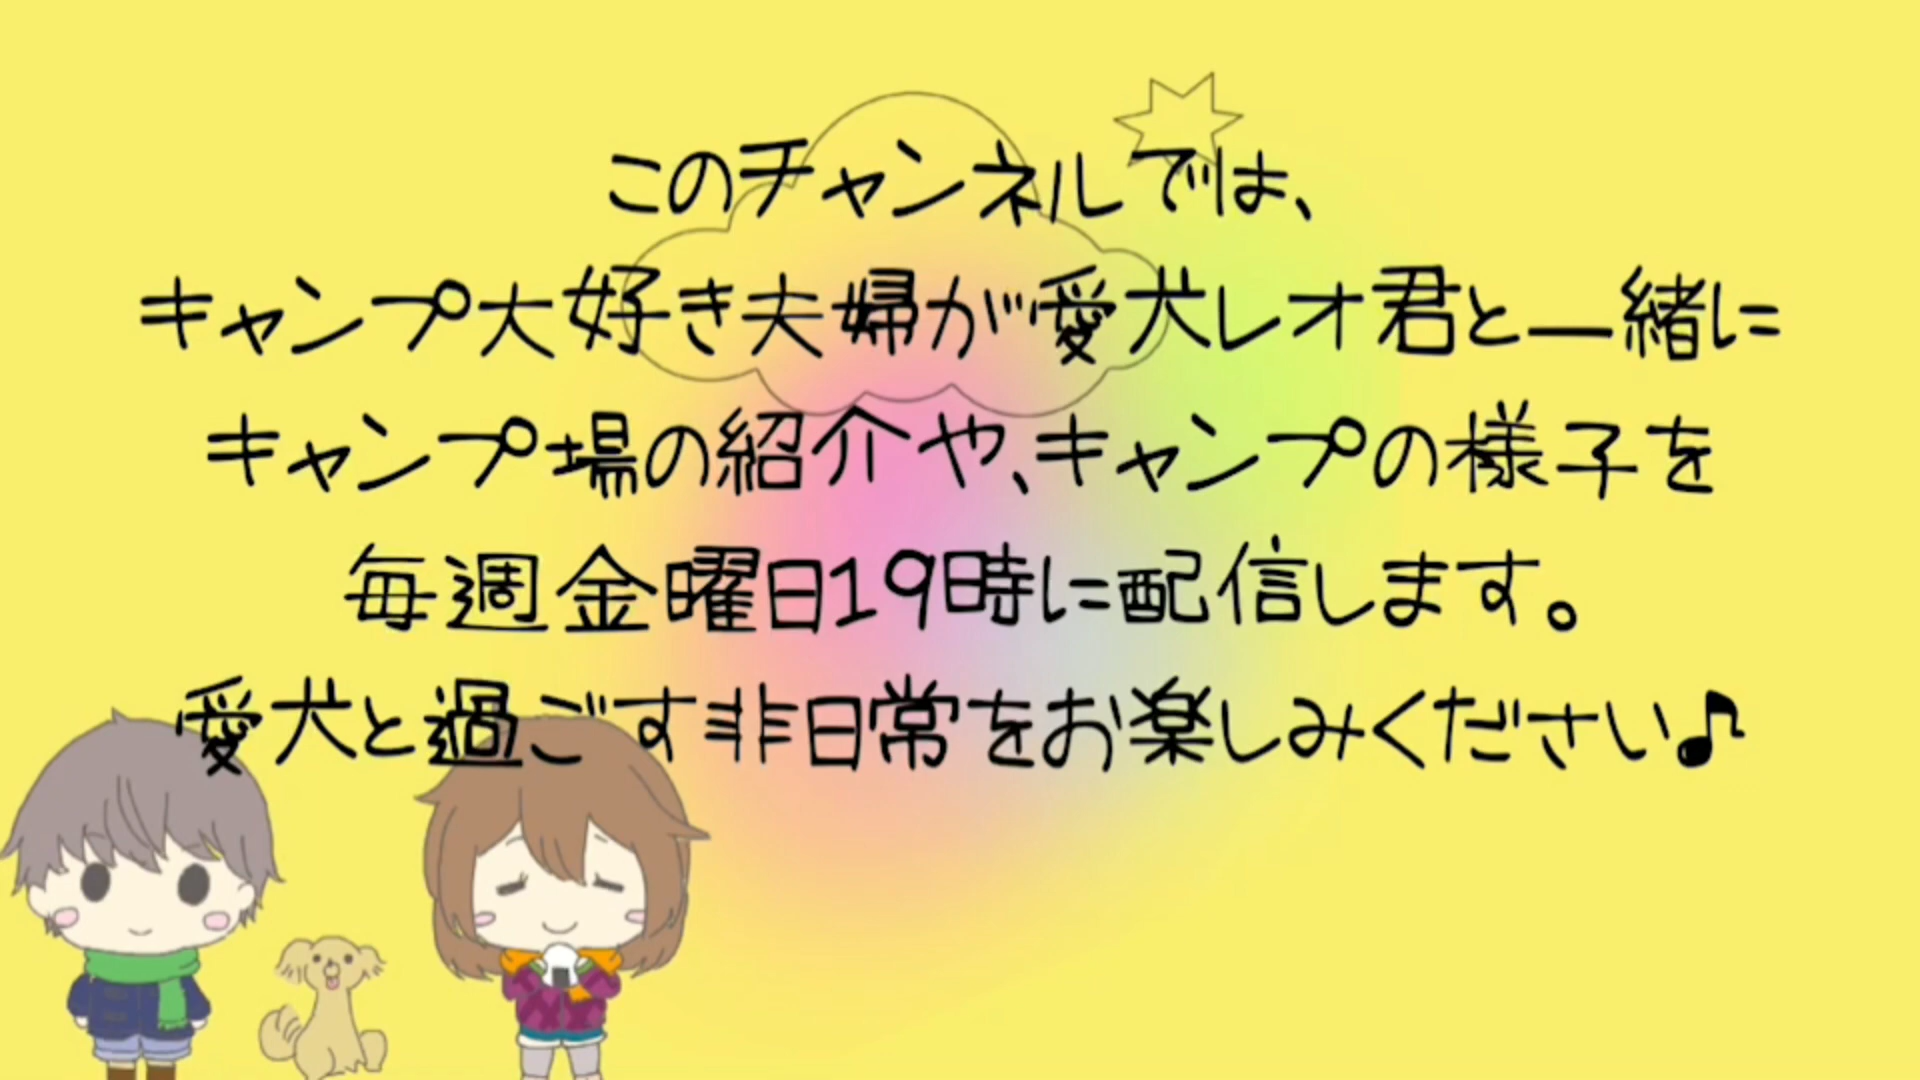 このチャンネルでは、
キャンプ大好き夫婦が愛犬レオ君と一緒に
キャンプ場の紹介や、キャンプの様子を
毎週金曜日19時に配信します。
愛犬と過ごす非日常をお楽しみください♪